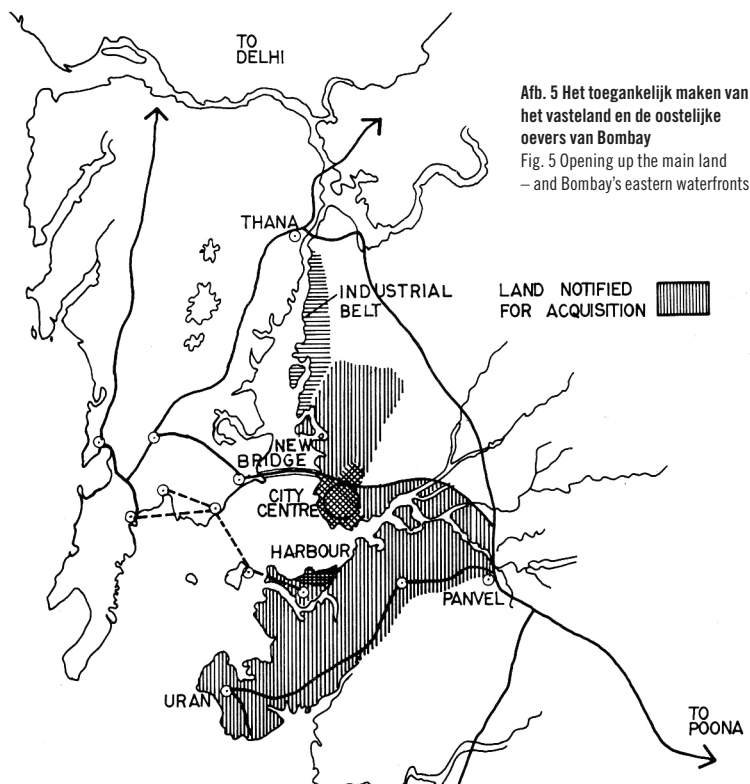 TO
DELHI
Afb. 5 Het toegankelijk maken van
het vasteland en de oostelijke
oevers van Bombay
Fig. 5 Opening up the main land
– and Bombay's eastern waterfronts
THANA
INDUSTRIAL
BELT
LAND NOTIFIED
FOR ACQUISITION
NEW
BRIDGE
CITY
CENTRE
HARBOUR
PANVEL
URAN
TO
POONA